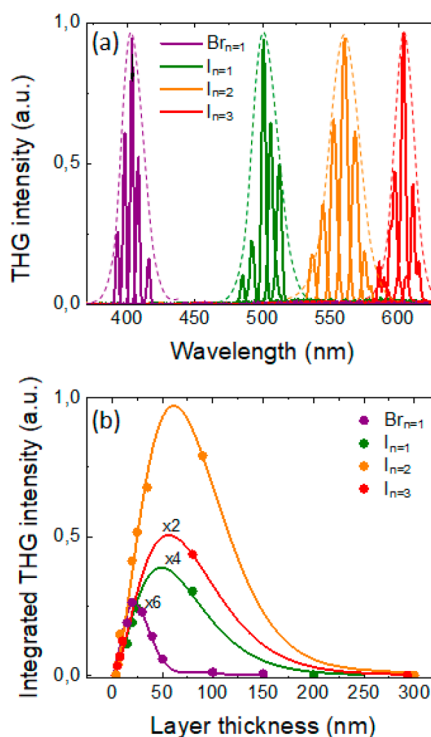 (a)
Br n=1
I n=1
I n=2
I n=3
THG intensity (a.u.)
1,0
0,5
0,0
400 450 500 550 600
Wavelength (nm)
(b)
Br n=1
I n=1
I n=2
I n=3
x2
x4
x6
Integrated THG intensity (a.u.)
1,0
0,5
0,0
0 50 100 150 200 250 300
Layer thickness (nm)